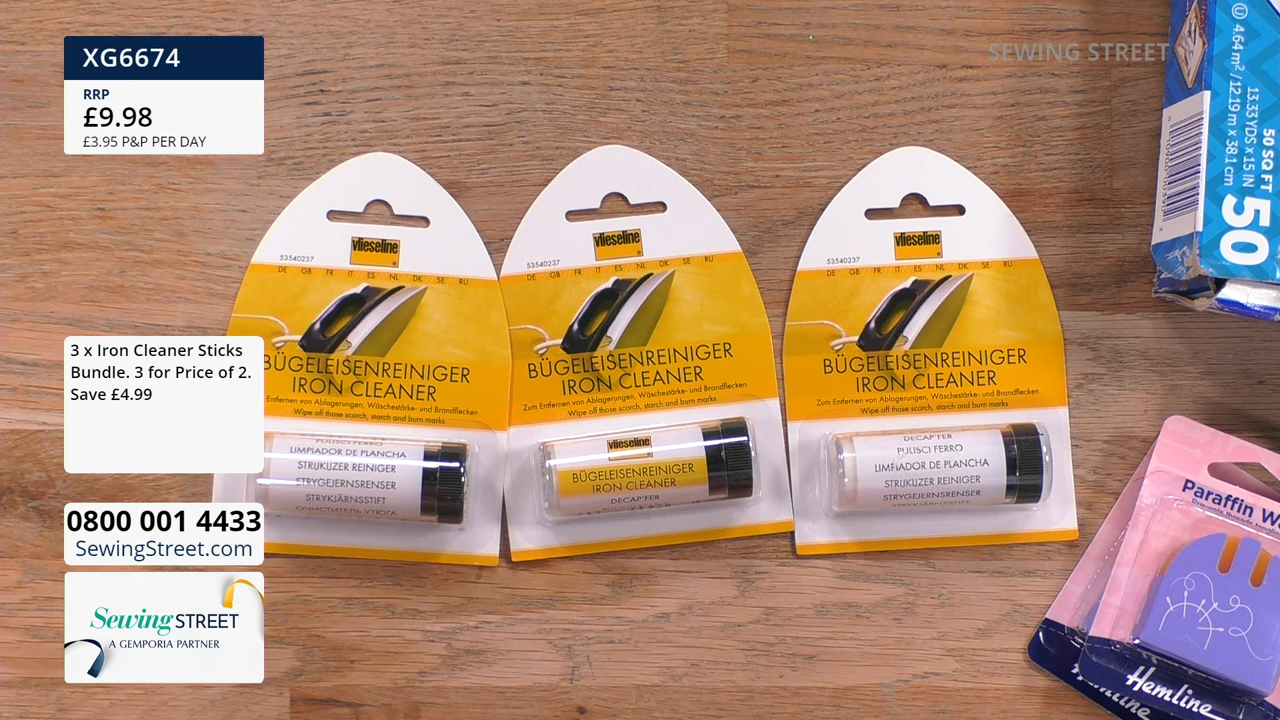 XG6674
RRP
£9.98
£3.95 P&P PER DAY
3 x Iron Cleaner Sticks
Bundle. 3 for Price of 2.
Save £4.99
0800 001 4433
SewingStreet.com
Sewing STREET
A GEMPORIA PARTNER
SEWING STREET
vlieseline
53540237
DE GB FR IT ES NL DK SE RU
BÜGELEISENREINIGER
IRON CLEANER
Zum Entfernen von Ablagerungen, Wäschestärke- und Brandflecken
Wipe off those scorch, starch and burn marks
PULISCI FERRO
LIMPIADOR DE PLANCHA
STRIJKIJZER REINIGER
STRYGEJERNSRENSER
STRYKJÄRNSSTIFT
ОЧИСТИТЕЛЬ УТЮГА
vlieseline
53540237
DE GB FR IT ES NL DK SE RU
BÜGELEISENREINIGER
IRON CLEANER
Zum Entfernen von Ablagerungen, Wäschestärke- und Brandflecken
Wipe off those scorch, starch and burn marks
vlieseline
BÜGELEISENREINIGER
IRON CLEANER
DECAP'FER
vlieseline
53540237
DE GB FR IT ES NL DK SE RU
BÜGELEISENREINIGER
IRON CLEANER
Zum Entfernen von Ablagerungen, Wäschestärke- und Brandflecken
Wipe off those scorch, starch and burn marks
DECAP'FER
PULISCI FERRO
LIMPIADOR DE PLANCHA
STRIJKIJZER REINIGER
STRYGEJERNSRENSER
50 SQ FT
13.33 YDS x 15 IN
4.64 m² / 12.19 m x 38.1 cm
50
Paraffin W
Hemline
Hemline